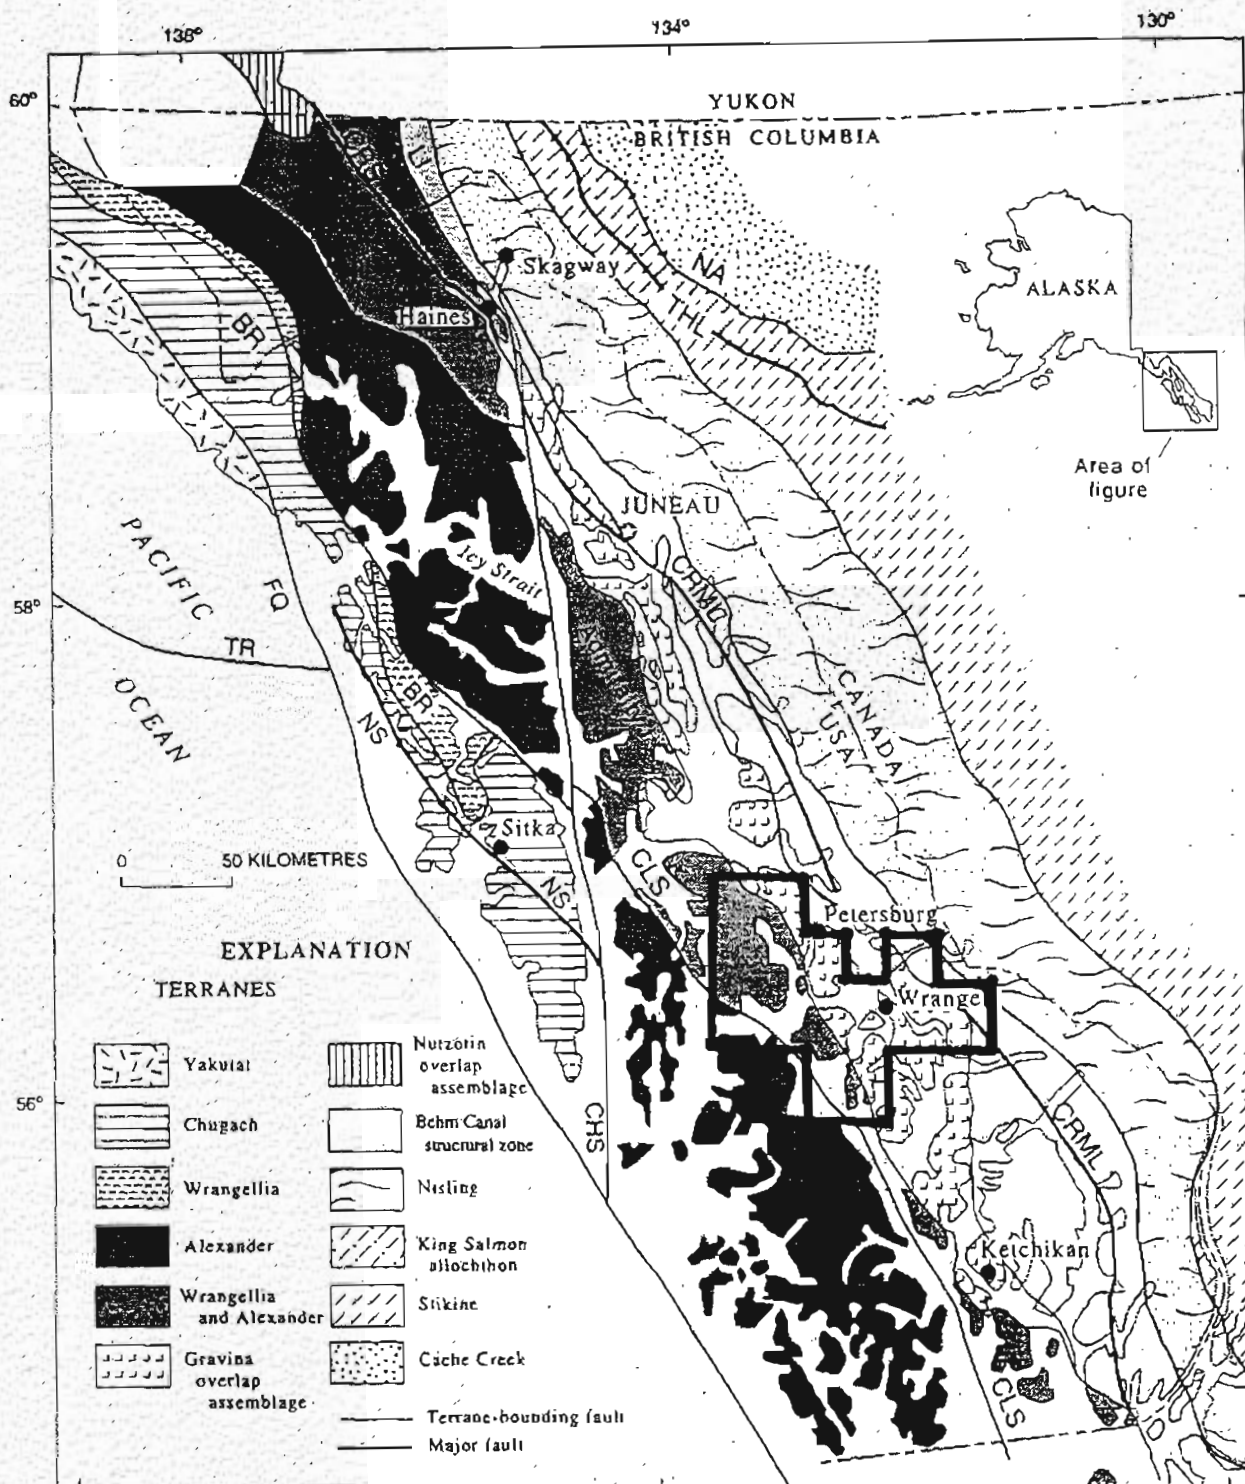 138°
134°
130°
60°
YUKON
BRITISH COLUMBIA
Skagway
NA
THL
ALASKA
Haines
BR
Area of
figure
JUNEAU
PACIFIC
Icy Strait
FQ
CRML
58°
TR
OCEAN
BR
NS
CANADA
USA
Sitka
0 50 KILOMETRES
CLS
NS
Petersburg
EXPLANATION
TERRANES
Wrange
Yakutat
Nutzotin
overlap
assemblage
56°
Chugach
Behm Canal
structural zone
CHS
CRML
Wrangellia
Nisling
Alexander
King Salmon
allochthon
Ketchikan
Wrangellia
and Alexander
Stikine
Gravina
overlap
assemblage
Cache Creek
CLS
Terrane-bounding fault
Major fault